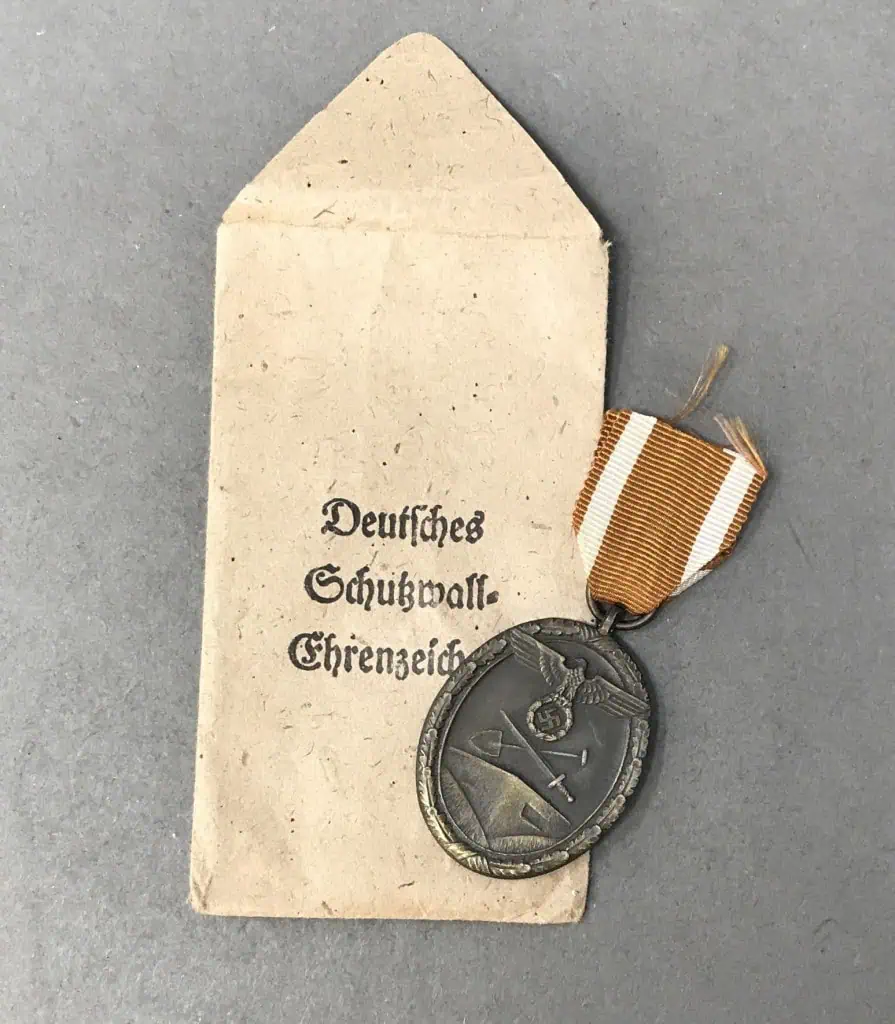 Deutſches
Schutzwall-
Ehrenzeich